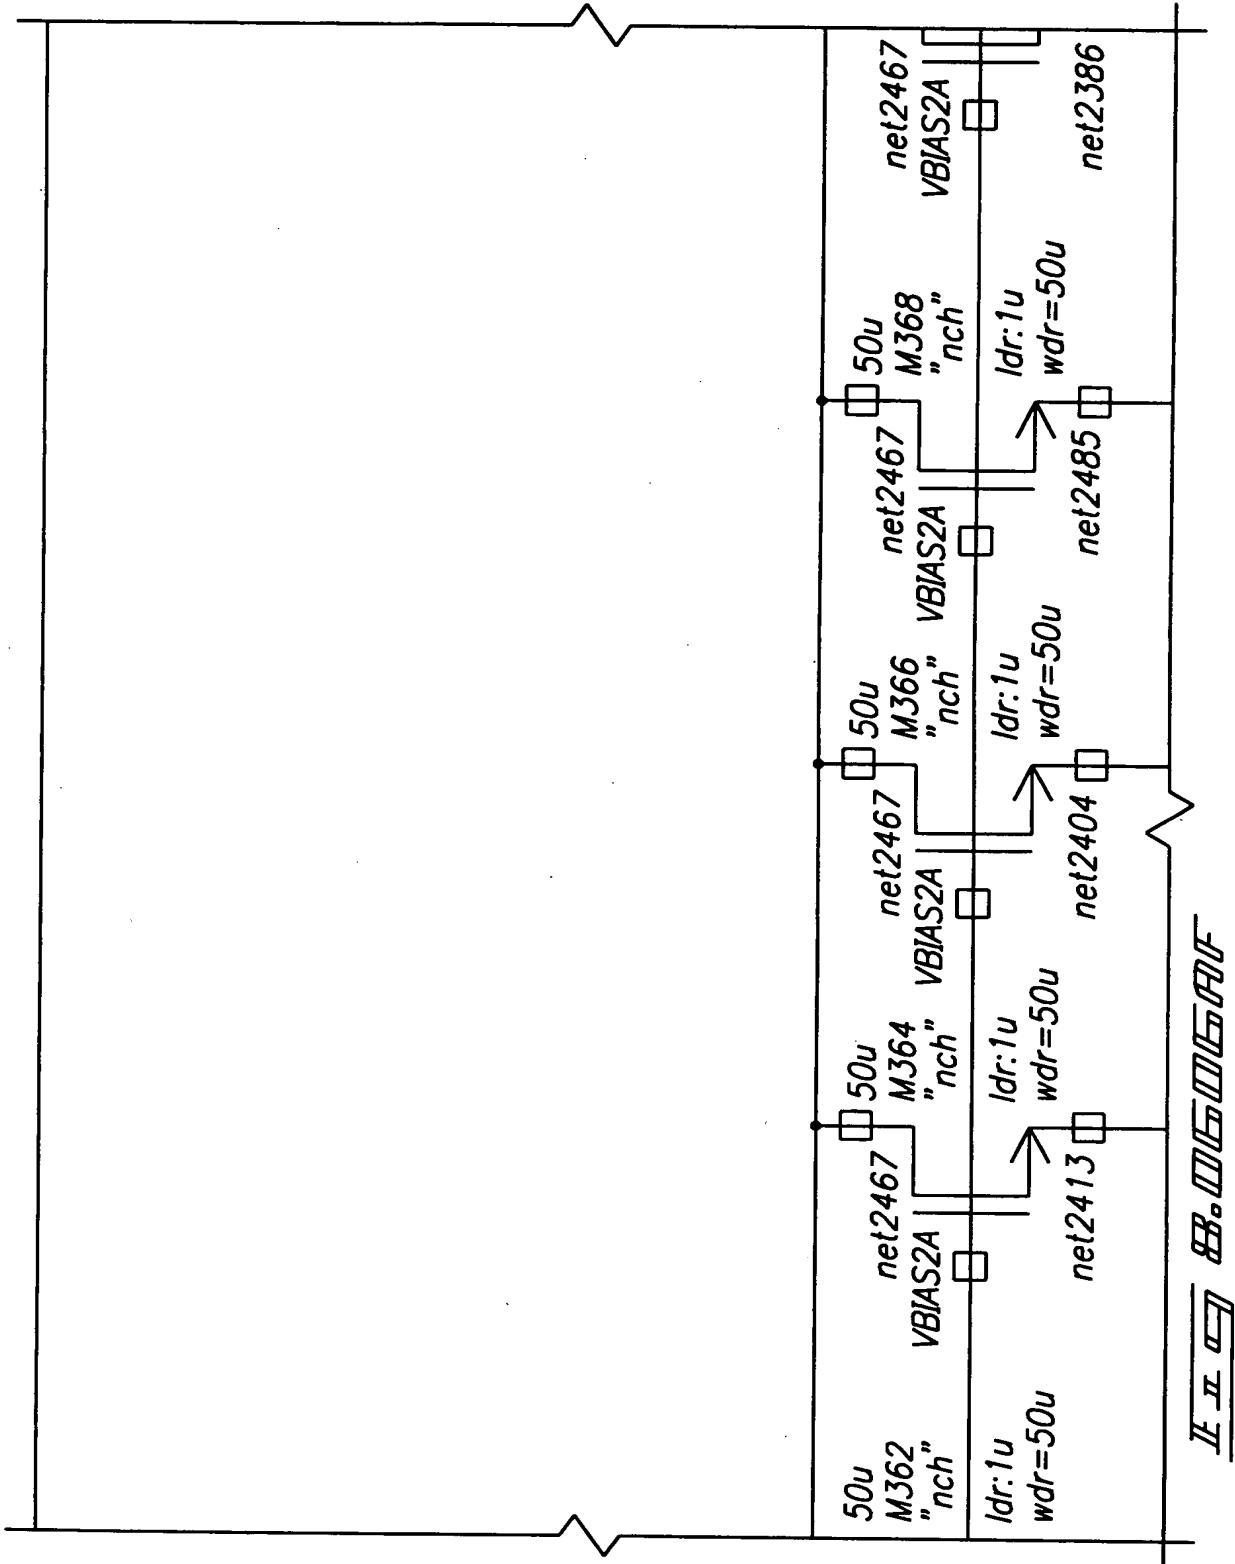 50u
M362
"nch"
ldr:1u
wdr=50u
net2467
VBIAS2A
net2413
50u
M364
"nch"
ldr:1u
wdr=50u
net2467
VBIAS2A
net2404
50u
M366
"nch"
ldr:1u
wdr=50u
net2467
VBIAS2A
net2485
50u
M368
"nch"
ldr:1u
wdr=50u
net2467
VBIAS2A
net2386
Fig 8.0606AF